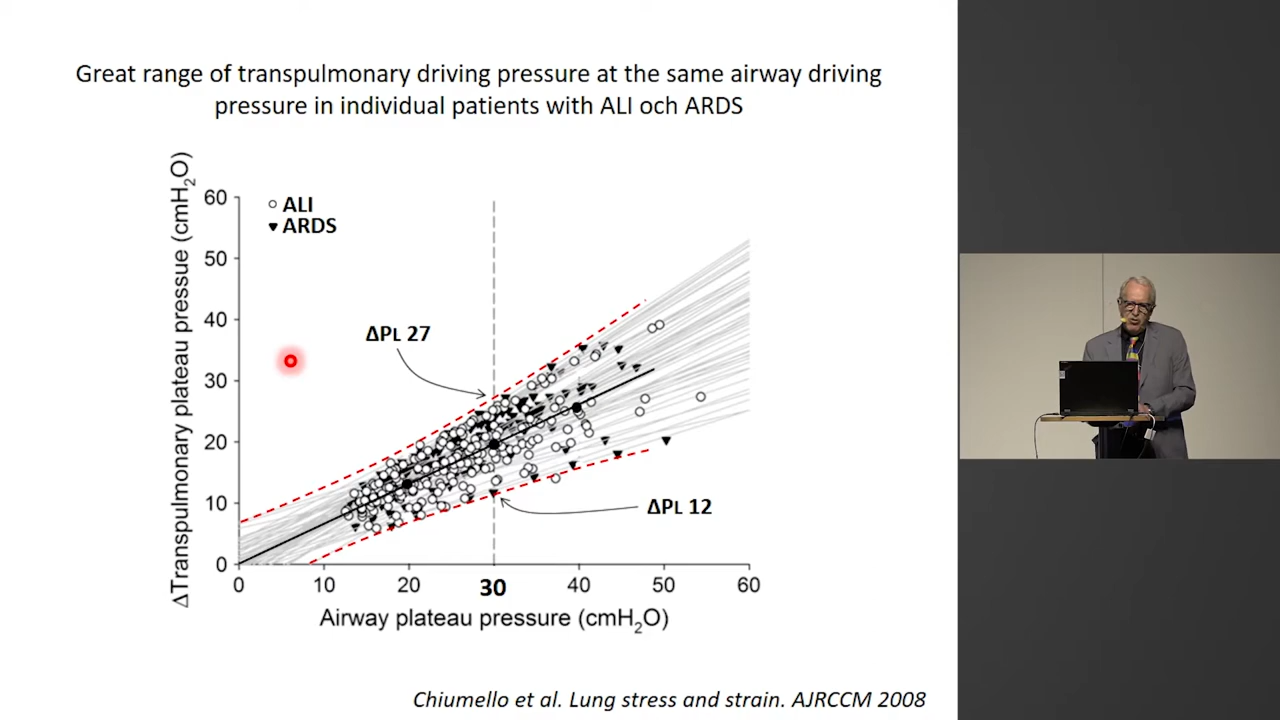 Great range of transpulmonary driving pressure at the same airway driving
pressure in individual patients with ALI och ARDS
ΔTranspulmonary plateau pressue (cmH₂O)
60
50
40
30
20
10
0
ALI
ARDS
ΔPL 27
ΔPL 12
0 10 20 30 40 50 60
Airway plateau pressure (cmH₂O)
Chiumello et al. Lung stress and strain. AJRCCM 2008